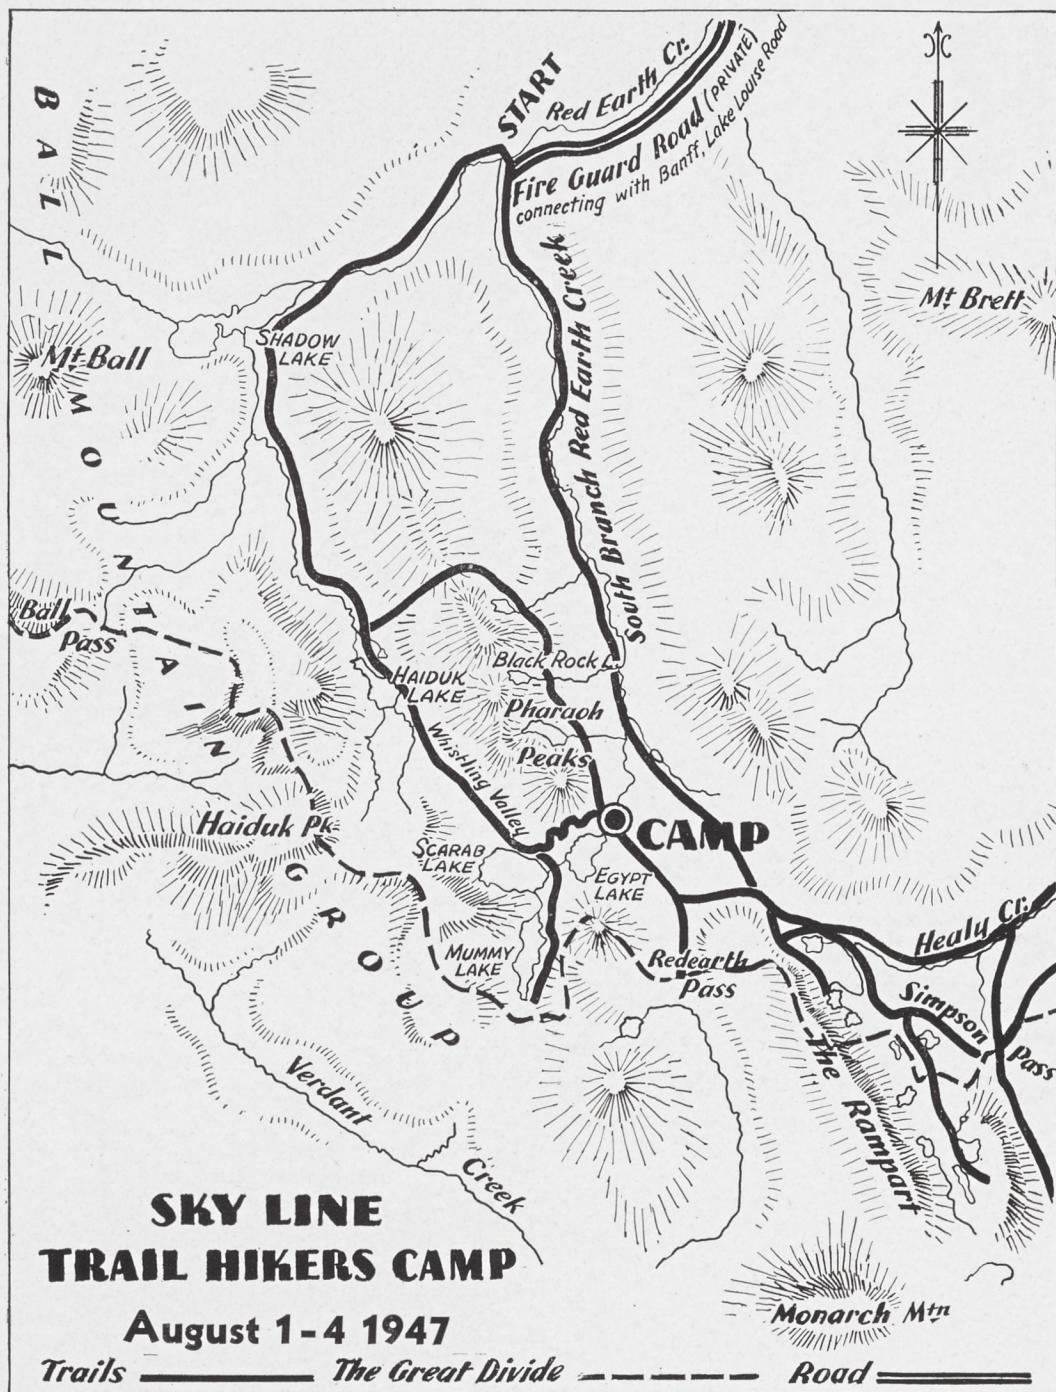 START
Red Earth Cr.
Fire Guard Road (PRIVATE)
connecting with Banff, Lake Louise Road
BALL MOUNTAIN GROUP
Mt. Brett
SHADOW
LAKE
Mt. Ball
South Branch Red Earth Creek
Ball
Pass
Black Rock L.
HAIDUK
LAKE
Pharaoh
Peaks
Whistling Valley
Haiduk Pk.
CAMP
SCARAB
LAKE
EGYPT
LAKE
MUMMY
LAKE
Redearth
Pass
Healy Cr.
Simpson Pass
The Rampart
Verdant Creek
SKY LINE
TRAIL HIKERS CAMP
August 1-4 1947
Monarch Mtn
Trails The Great Divide Road